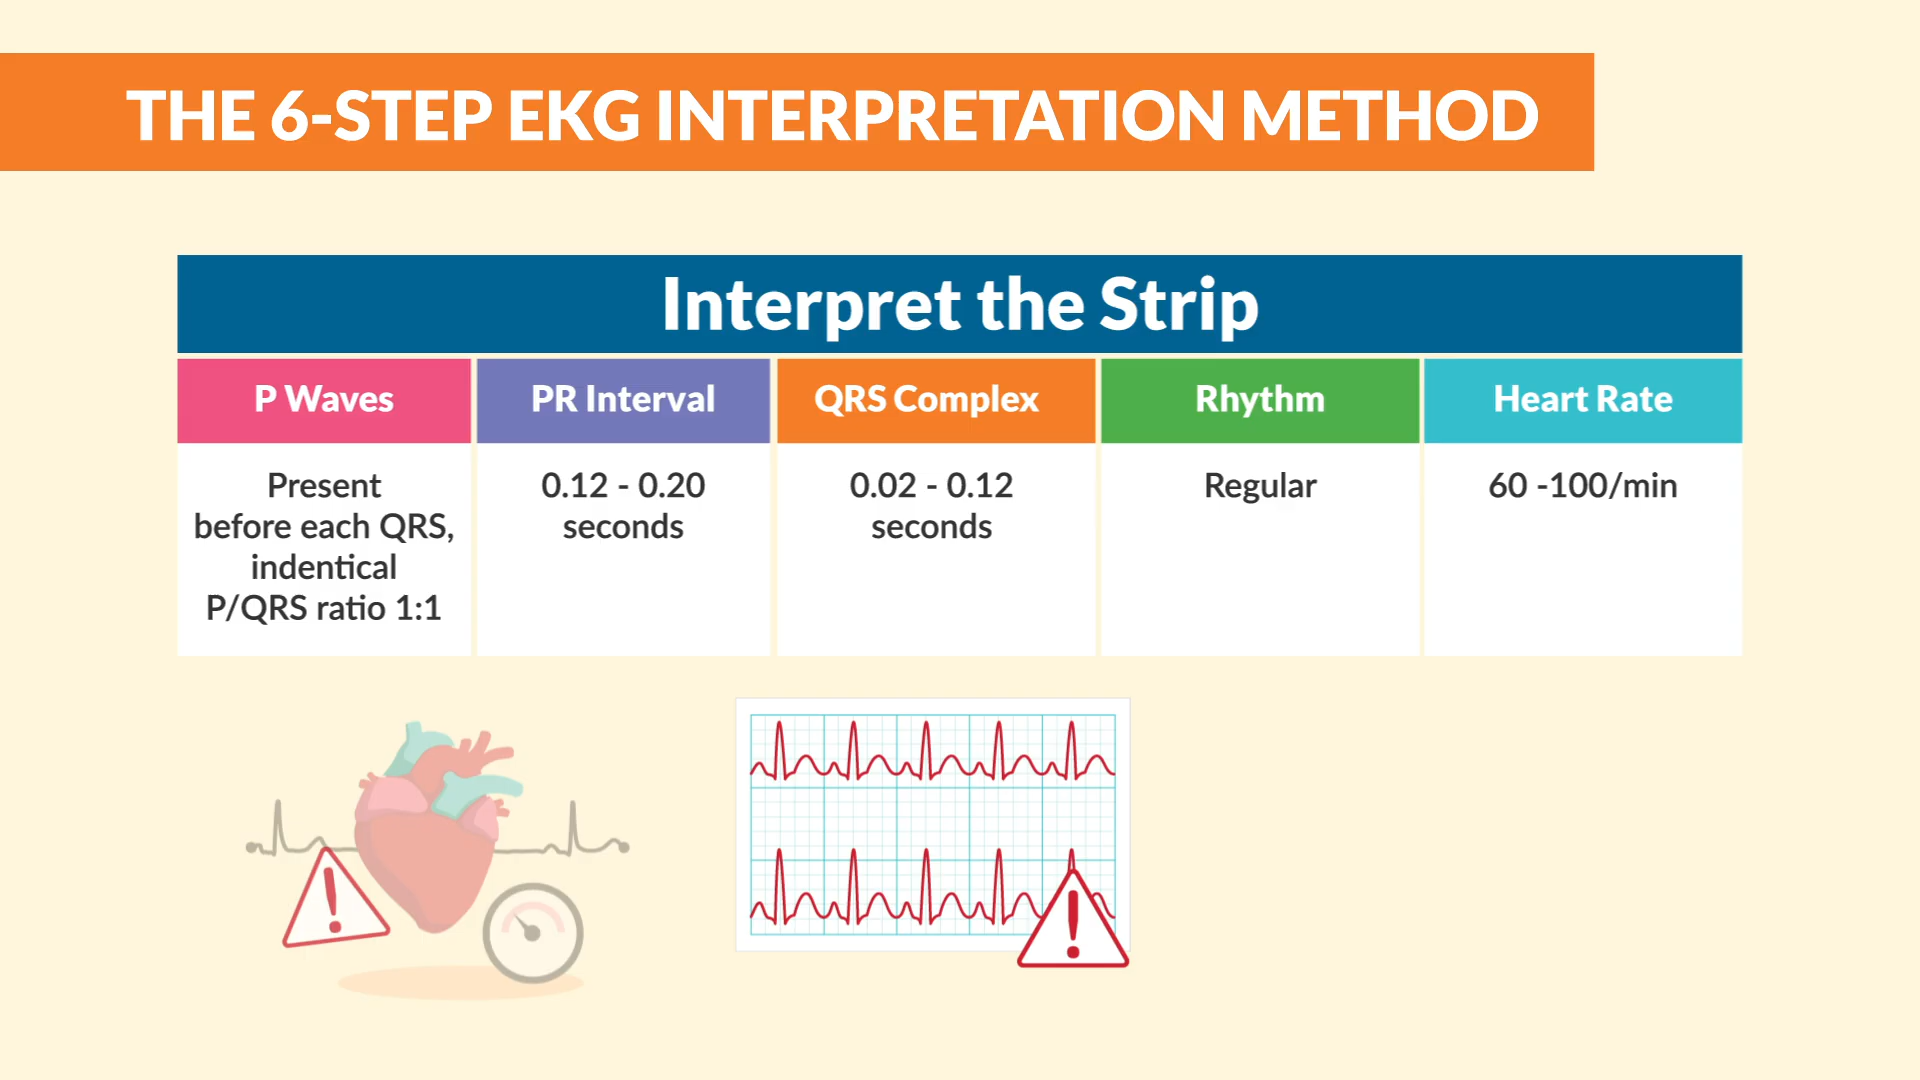 THE 6-STEP EKG INTERPRETATION METHOD
Interpret the Strip
P Waves
PR Interval
QRS Complex
Rhythm
Heart Rate
Present
before each QRS,
indentical
P/QRS ratio 1:1
0.12 - 0.20
seconds
0.02 - 0.12
seconds
Regular
60 -100/min